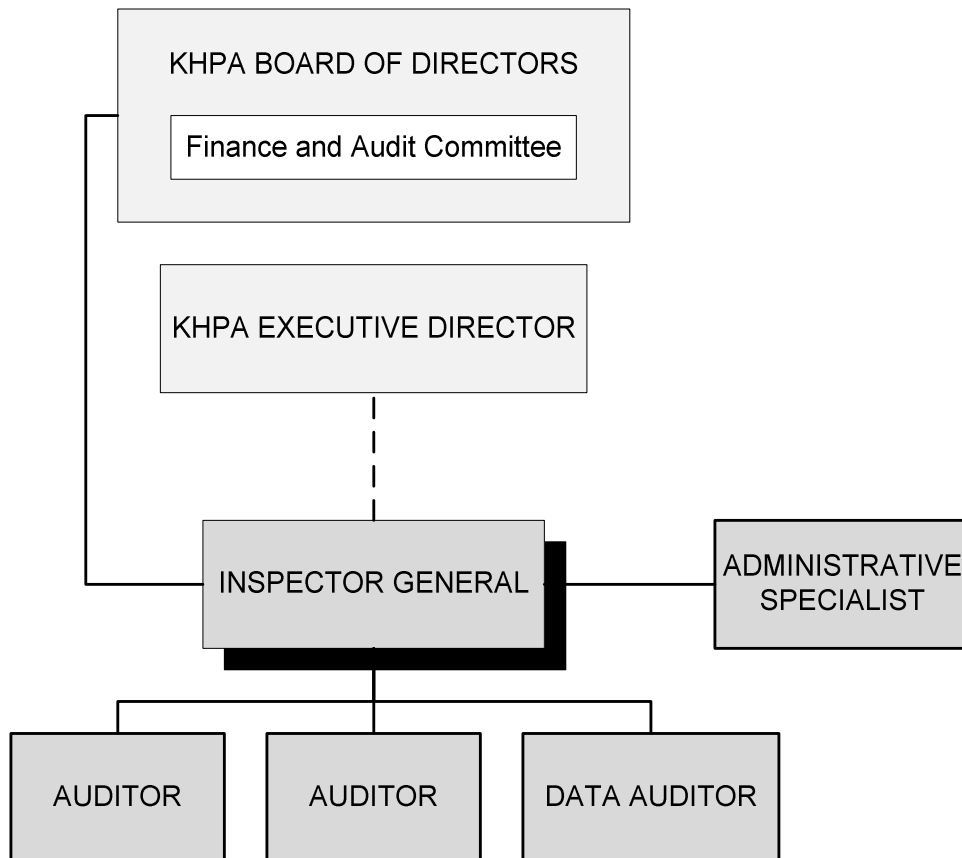 KHPA BOARD OF DIRECTORS
Finance and Audit Committee
KHPA EXECUTIVE DIRECTOR
INSPECTOR GENERAL
ADMINISTRATIVE
SPECIALIST
AUDITOR
AUDITOR
DATA AUDITOR